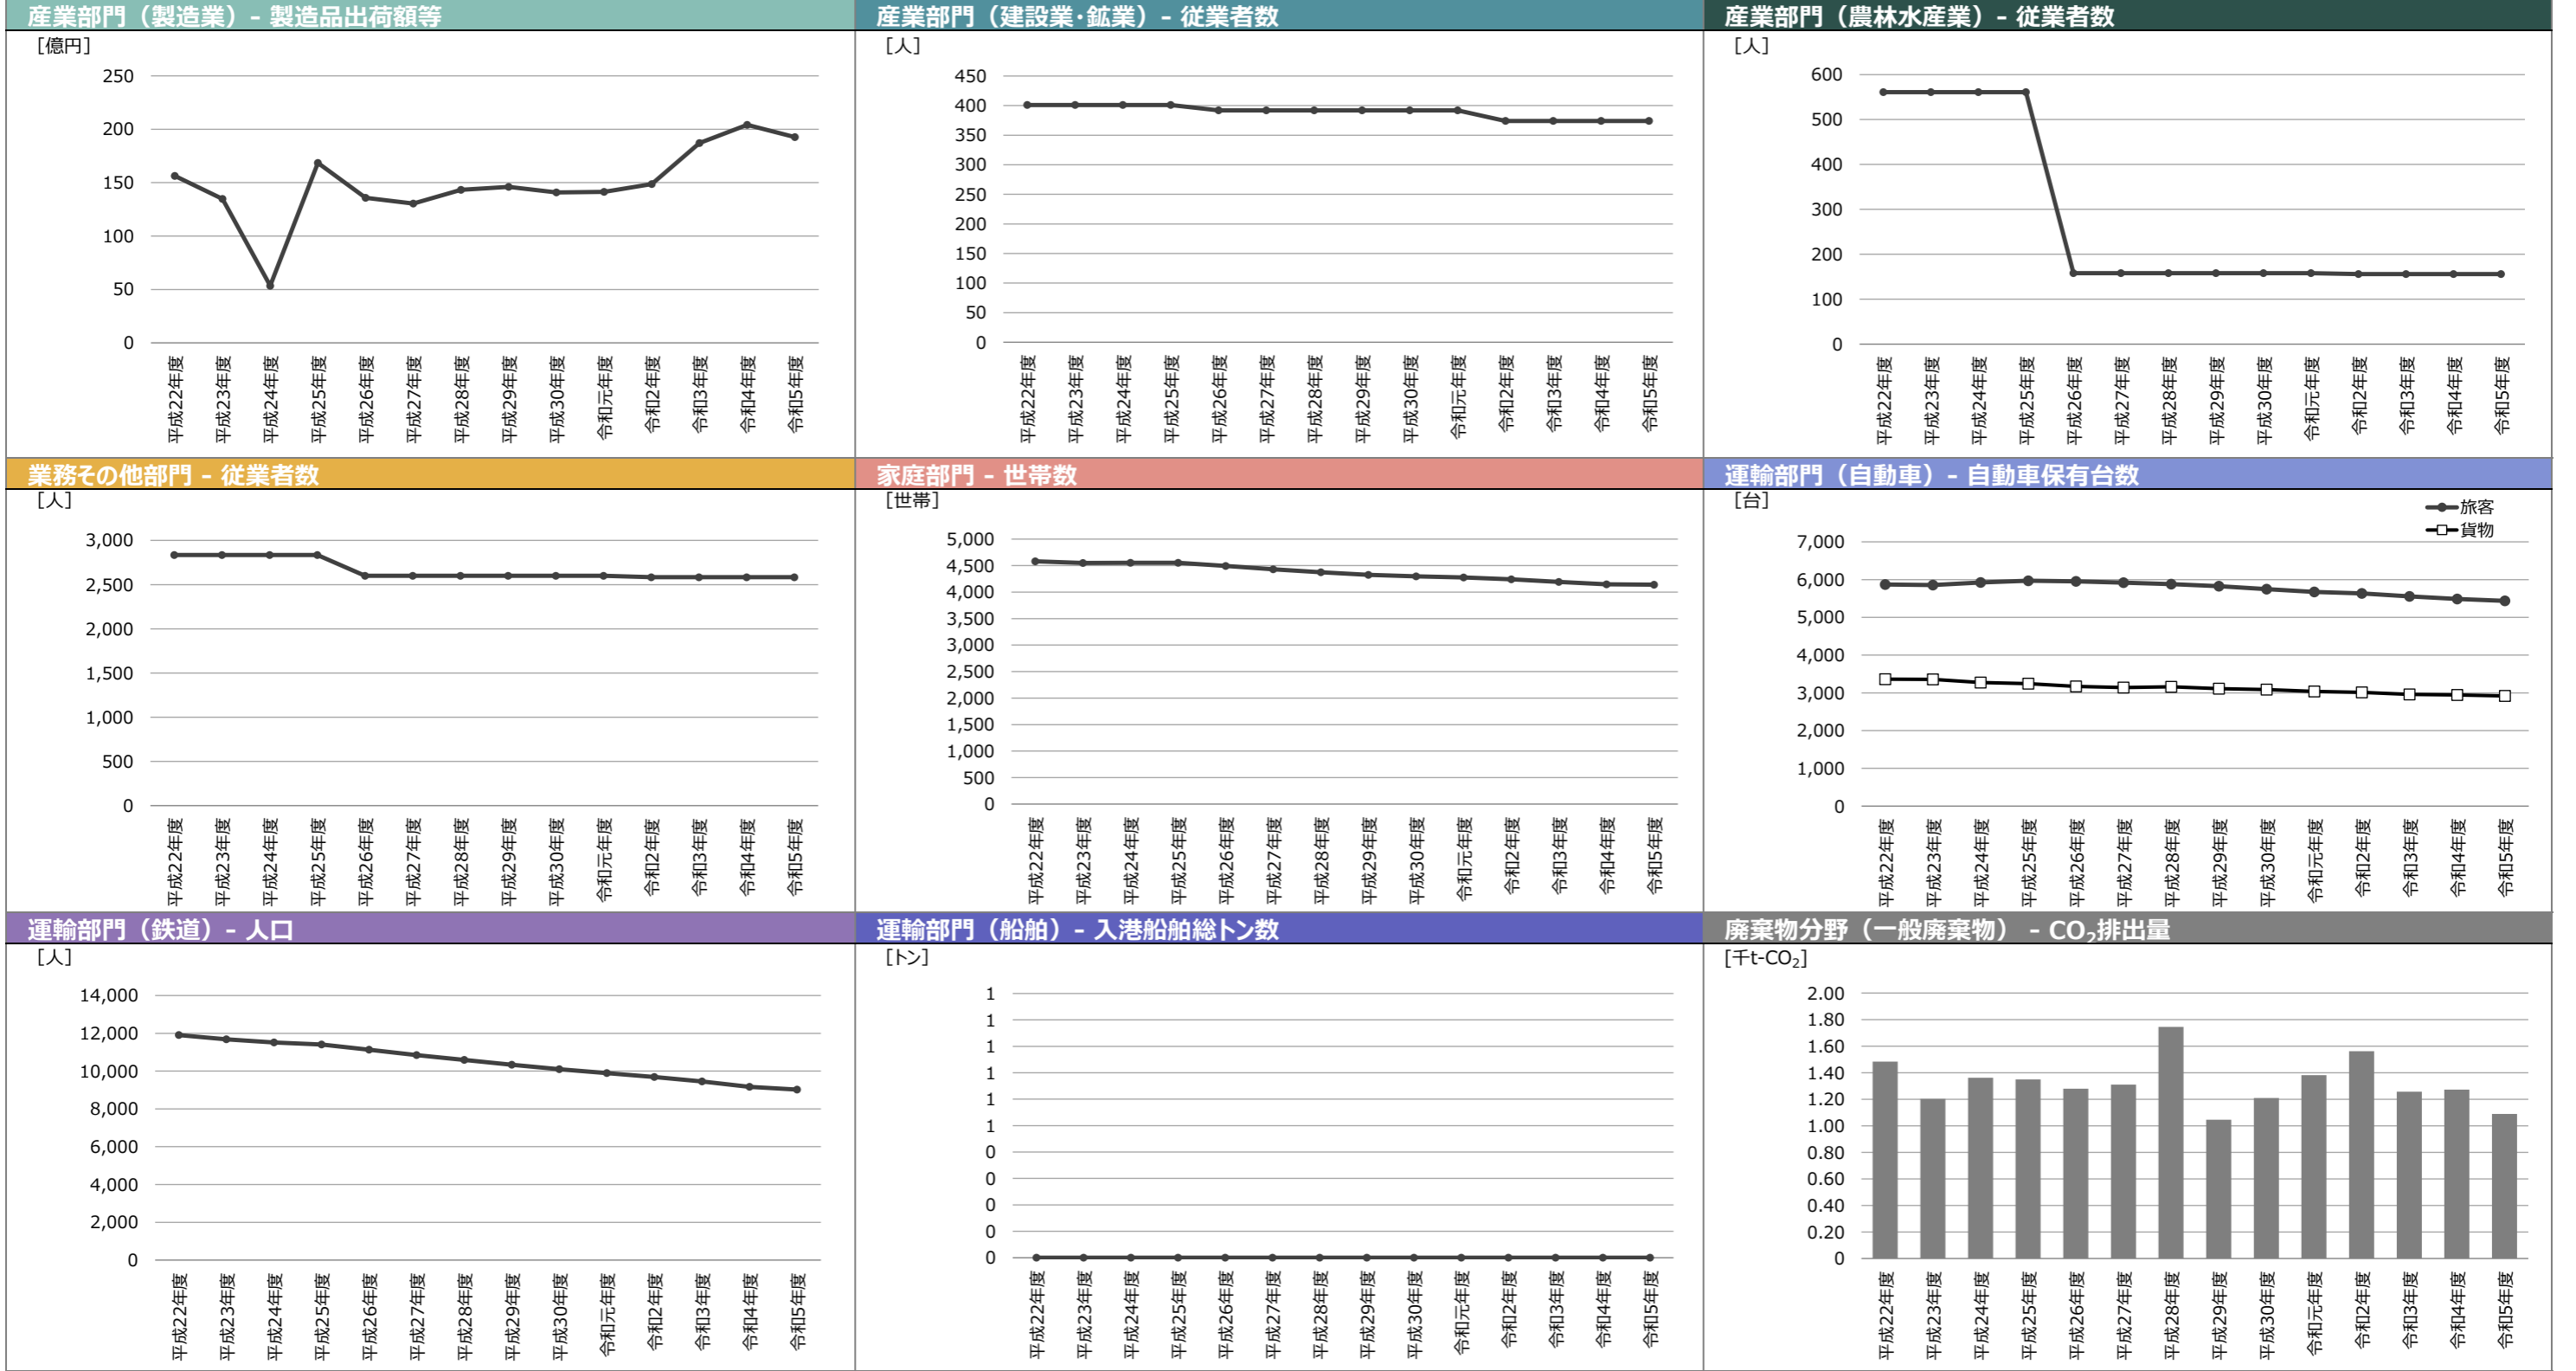 産業部門（製造業）- 製造品出荷額等
[億円]
250
200
150
100
50
0
平成22年度
平成23年度
平成24年度
平成25年度
平成26年度
平成27年度
平成28年度
平成29年度
平成30年度
令和元年度
令和2年度
令和3年度
令和4年度
令和5年度
産業部門（建設業･鉱業）- 従業者数
[人]
450
400
350
300
250
200
150
100
50
0
平成22年度
平成23年度
平成24年度
平成25年度
平成26年度
平成27年度
平成28年度
平成29年度
平成30年度
令和元年度
令和2年度
令和3年度
令和4年度
令和5年度
産業部門（農林水産業）- 従業者数
[人]
600
500
400
300
200
100
0
平成22年度
平成23年度
平成24年度
平成25年度
平成26年度
平成27年度
平成28年度
平成29年度
平成30年度
令和元年度
令和2年度
令和3年度
令和4年度
令和5年度
業務その他部門 - 従業者数
[人]
3,000
2,500
2,000
1,500
1,000
500
0
平成22年度
平成23年度
平成24年度
平成25年度
平成26年度
平成27年度
平成28年度
平成29年度
平成30年度
令和元年度
令和2年度
令和3年度
令和4年度
令和5年度
家庭部門 - 世帯数
[世帯]
5,000
4,500
4,000
3,500
3,000
2,500
2,000
1,500
1,000
500
0
平成22年度
平成23年度
平成24年度
平成25年度
平成26年度
平成27年度
平成28年度
平成29年度
平成30年度
令和元年度
令和2年度
令和3年度
令和4年度
令和5年度
運輸部門（自動車）- 自動車保有台数
[台]
旅客
貨物
7,000
6,000
5,000
4,000
3,000
2,000
1,000
0
平成22年度
平成23年度
平成24年度
平成25年度
平成26年度
平成27年度
平成28年度
平成29年度
平成30年度
令和元年度
令和2年度
令和3年度
令和4年度
令和5年度
運輸部門（鉄道）- 人口
[人]
14,000
12,000
10,000
8,000
6,000
4,000
2,000
0
平成22年度
平成23年度
平成24年度
平成25年度
平成26年度
平成27年度
平成28年度
平成29年度
平成30年度
令和元年度
令和2年度
令和3年度
令和4年度
令和5年度
運輸部門（船舶）- 入港船舶総トン数
[トン]
1
1
1
1
1
1
0
0
0
0
0
平成22年度
平成23年度
平成24年度
平成25年度
平成26年度
平成27年度
平成28年度
平成29年度
平成30年度
令和元年度
令和2年度
令和3年度
令和4年度
令和5年度
廃棄物分野（一般廃棄物） - CO₂排出量
[千t-CO₂]
2.00
1.80
1.60
1.40
1.20
1.00
0.80
0.60
0.40
0.20
0
平成22年度
平成23年度
平成24年度
平成25年度
平成26年度
平成27年度
平成28年度
平成29年度
平成30年度
令和元年度
令和2年度
令和3年度
令和4年度
令和5年度